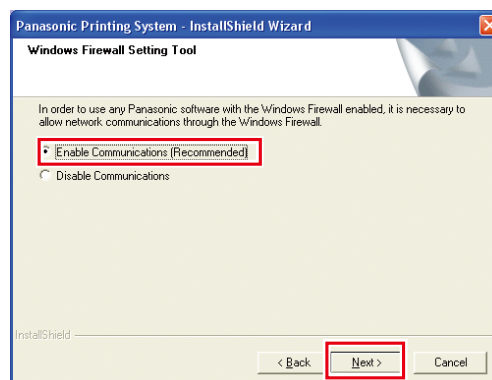 Panasonic Printing System - InstallShield Wizard
Windows Firewall Setting Tool
In order to use any Panasonic software with the Windows Firewall enabled, it is necessary to
allow network communications through the Windows Firewall.
Enable Communications (Recommended)
Disable Communications
InstallShield
< Back
Next >
Cancel